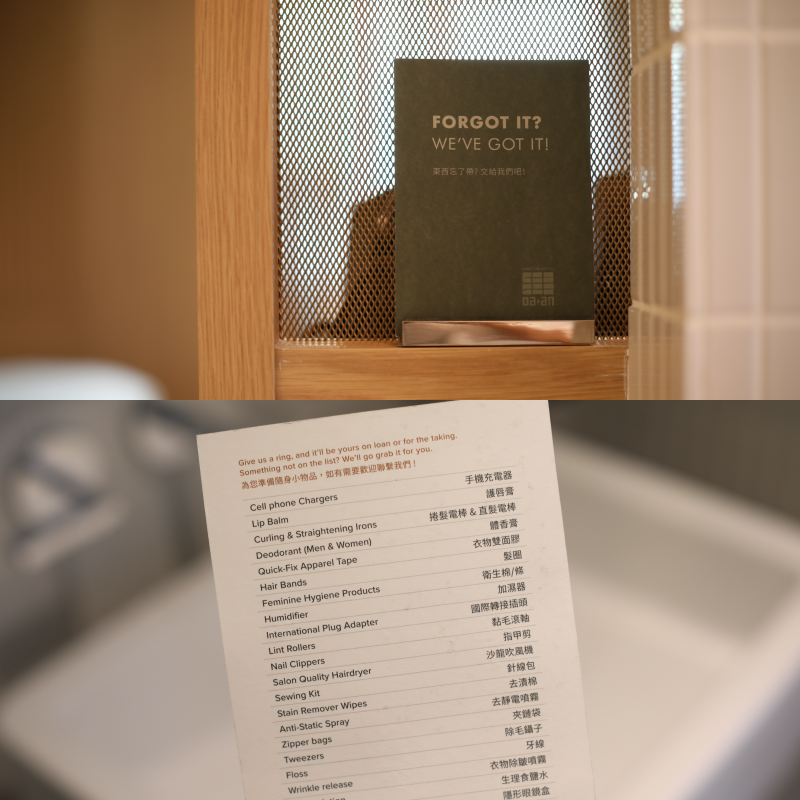 FORGOT IT?
WE'VE GOT IT!
東西忘了帶? 交給我們吧!
Da·an
Give us a ring, and it'll be yours on loan or for the taking.
Something not on the list? We'll go grab it for you.
為您準備隨身小物品，如有需要歡迎聯繫我們！
Cell phone Chargers 手機充電器
Lip Balm 護唇膏
Curling & Straightening Irons 捲髮電棒 & 直髮電棒
Deodorant (Men & Women) 體香膏
Quick-Fix Apparel Tape 衣物雙面膠
Hair Bands 髮圈
Feminine Hygiene Products 衛生棉/條
Humidifier 加濕器
International Plug Adapter 國際轉接插頭
Lint Rollers 黏毛滾軸
Nail Clippers 指甲剪
Salon Quality Hairdryer 沙龍吹風機
Sewing Kit 針線包
Stain Remover Wipes 去漬棉
Anti-Static Spray 去靜電噴霧
Zipper bags 夾鏈袋
Tweezers 除毛鑷子
Floss 牙線
Wrinkle release 衣物除皺噴霧
生理食鹽水
隱形眼鏡盒